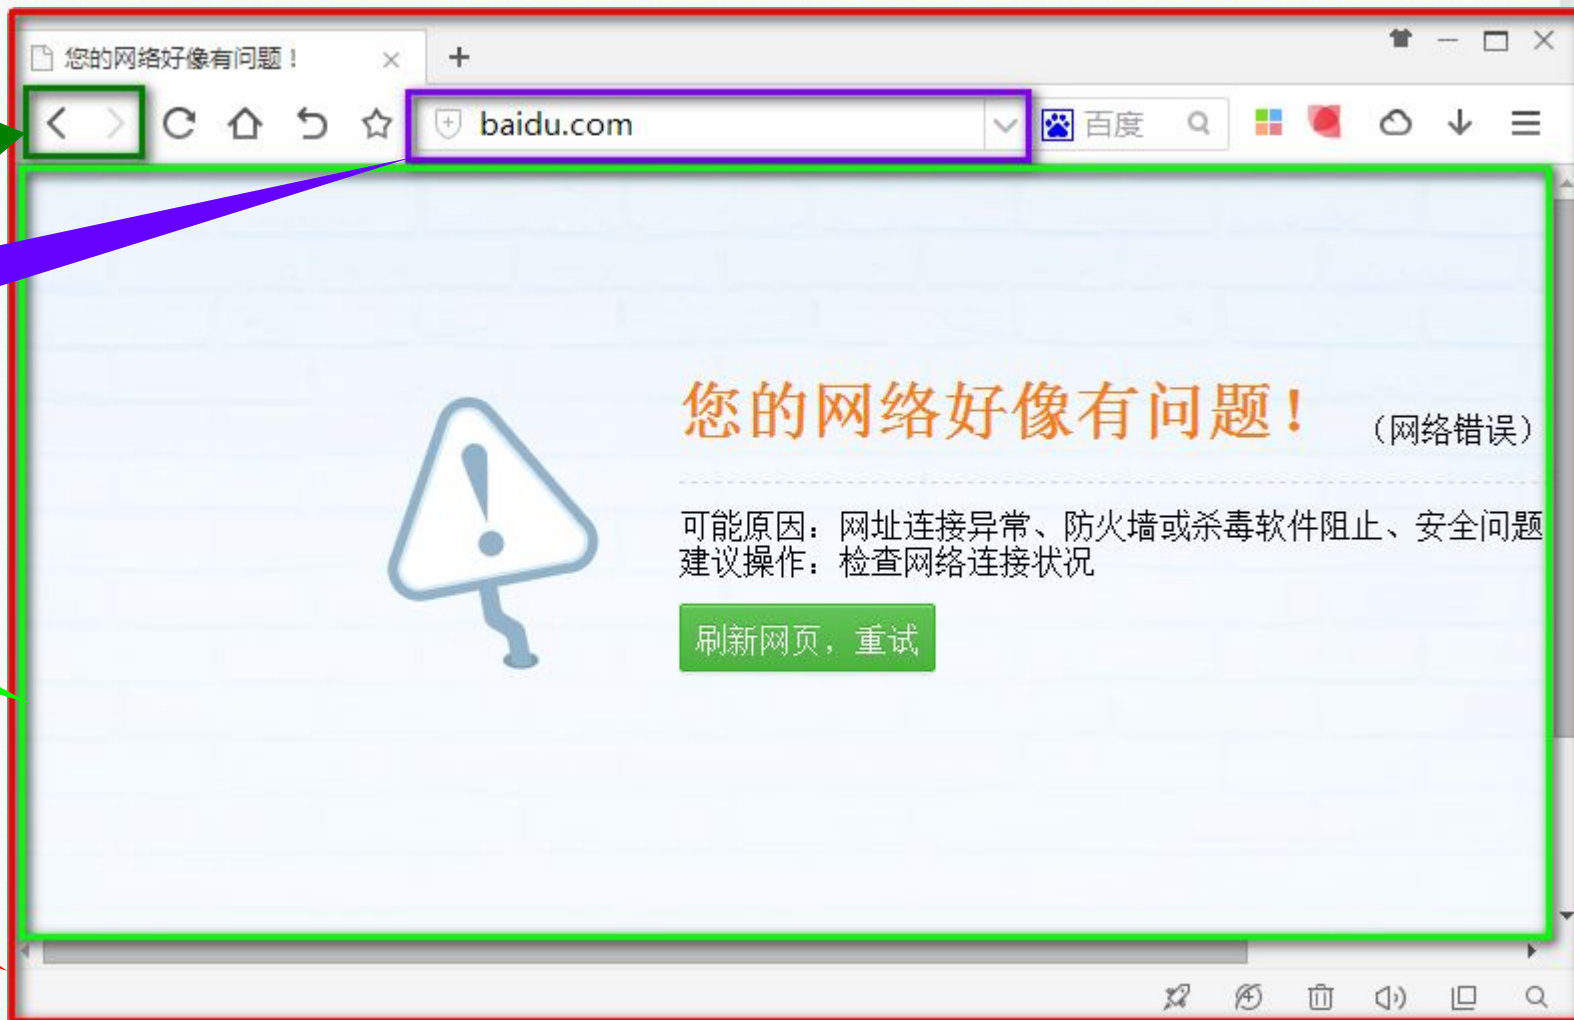 您的网络好像有问题！
baidu.com
百度
您的网络好像有问题！
（网络错误）
可能原因：网址连接异常、防火墙或杀毒软件阻止、安全问题
建议操作：检查网络连接状况
刷新网页，重试